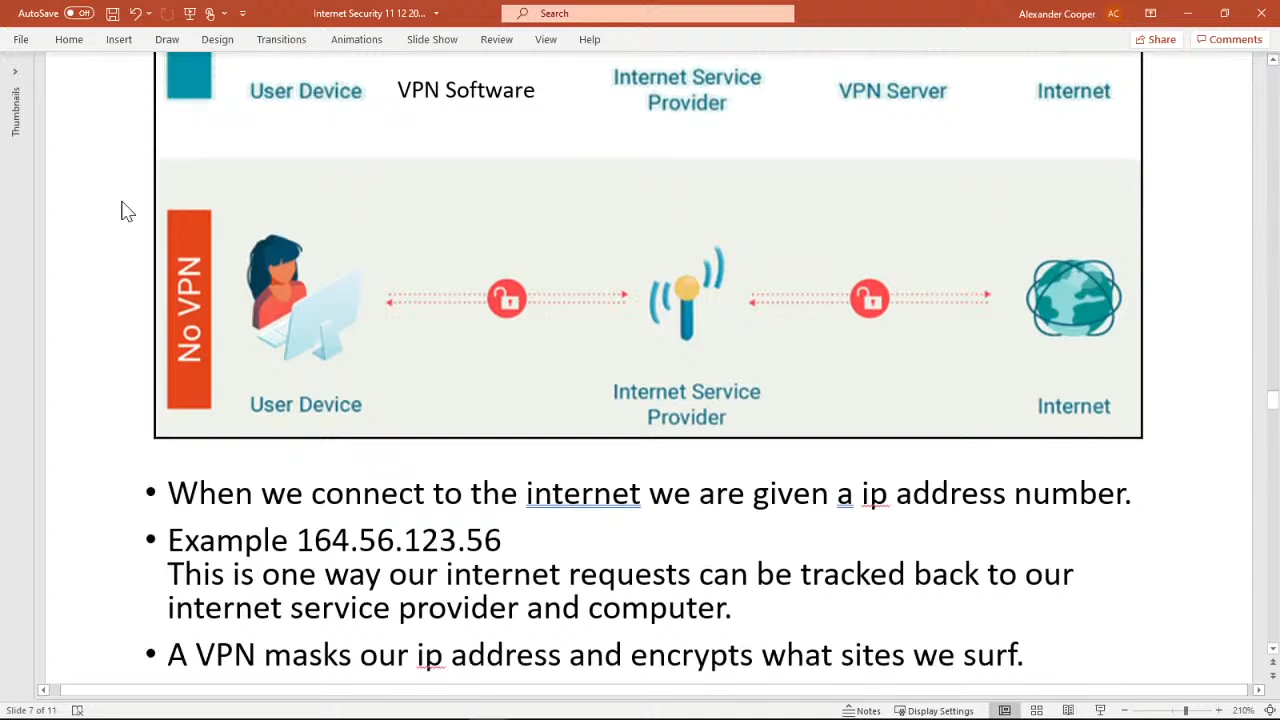 AutoSave Off Internet Security 11 12 20... Search Alexander Cooper AC
File Home Insert Draw Design Transitions Animations Slide Show Review View Help Share Comments
Thumbnails
User Device VPN Software Internet Service Provider VPN Server Internet
No VPN
User Device
Internet Service
Provider
Internet
• When we connect to the internet we are given a ip address number.
• Example 164.56.123.56
This is one way our internet requests can be tracked back to our
internet service provider and computer.
• A VPN masks our ip address and encrypts what sites we surf.
Slide 7 of 11 Notes Display Settings 210%